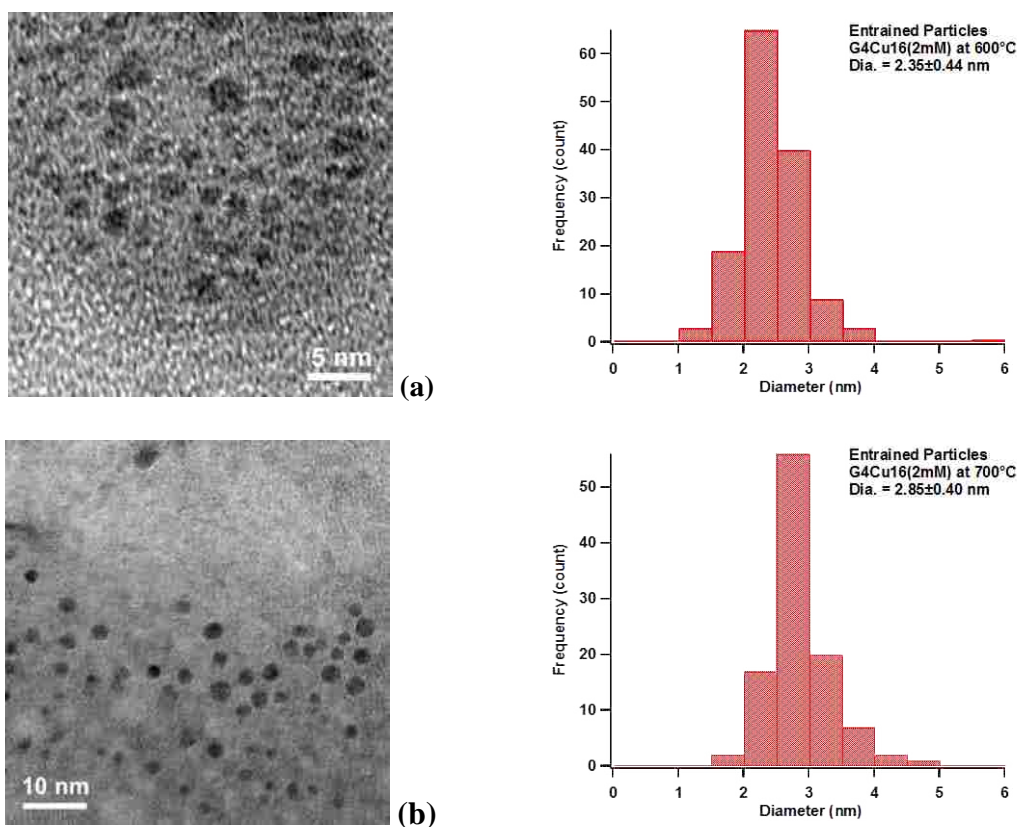 5 nm
(a)
Entrained Particles
G4Cu16(2mM) at 600°C
Dia. = 2.35±0.44 nm
Frequency (count)
60
50
40
30
20
10
0
0 1 2 3 4 5 6
Diameter (nm)
10 nm
(b)
Entrained Particles
G4Cu16(2mM) at 700°C
Dia. = 2.85±0.40 nm
Frequency (count)
50
40
30
20
10
0
0 1 2 3 4 5 6
Diameter (nm)